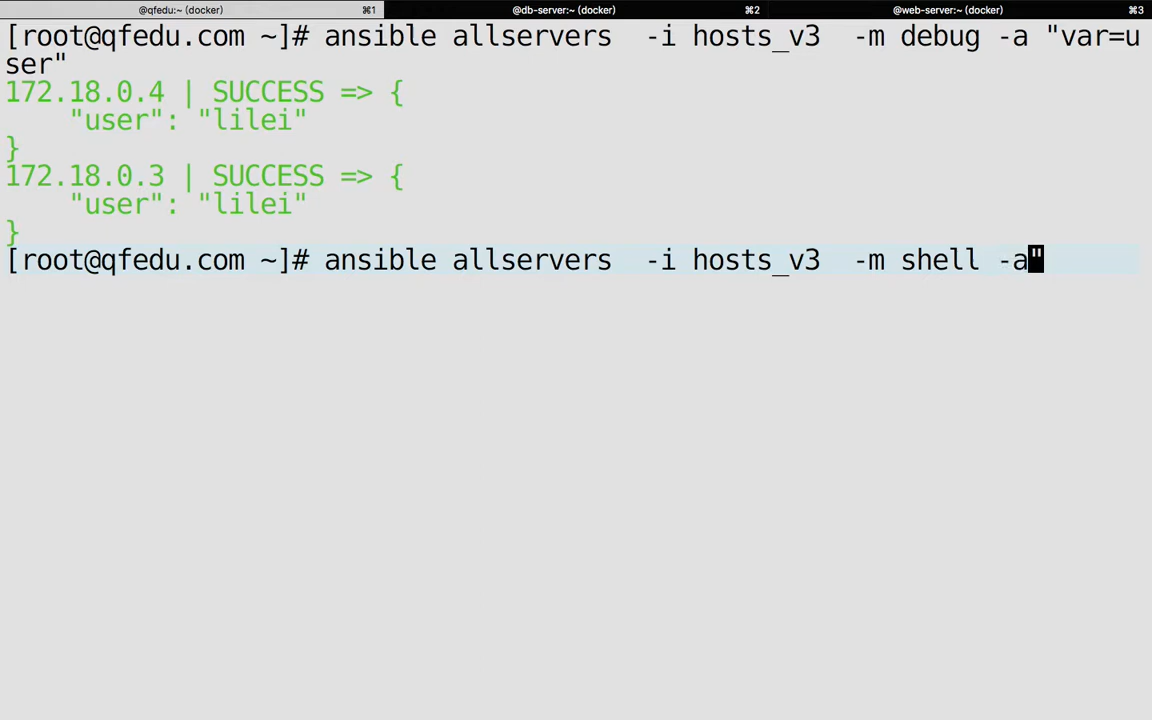 @qfedu:~ (docker) ⌘1 @db-server:~ (docker) ⌘2 @web-server:~ (docker) ⌘3
[root@qfedu.com ~]# ansible allservers  -i hosts_v3  -m debug -a "var=u
ser"
172.18.0.4 | SUCCESS => {
    "user": "lilei"
}
172.18.0.3 | SUCCESS => {
    "user": "lilei"
}
[root@qfedu.com ~]# ansible allservers  -i hosts_v3  -m shell -a"